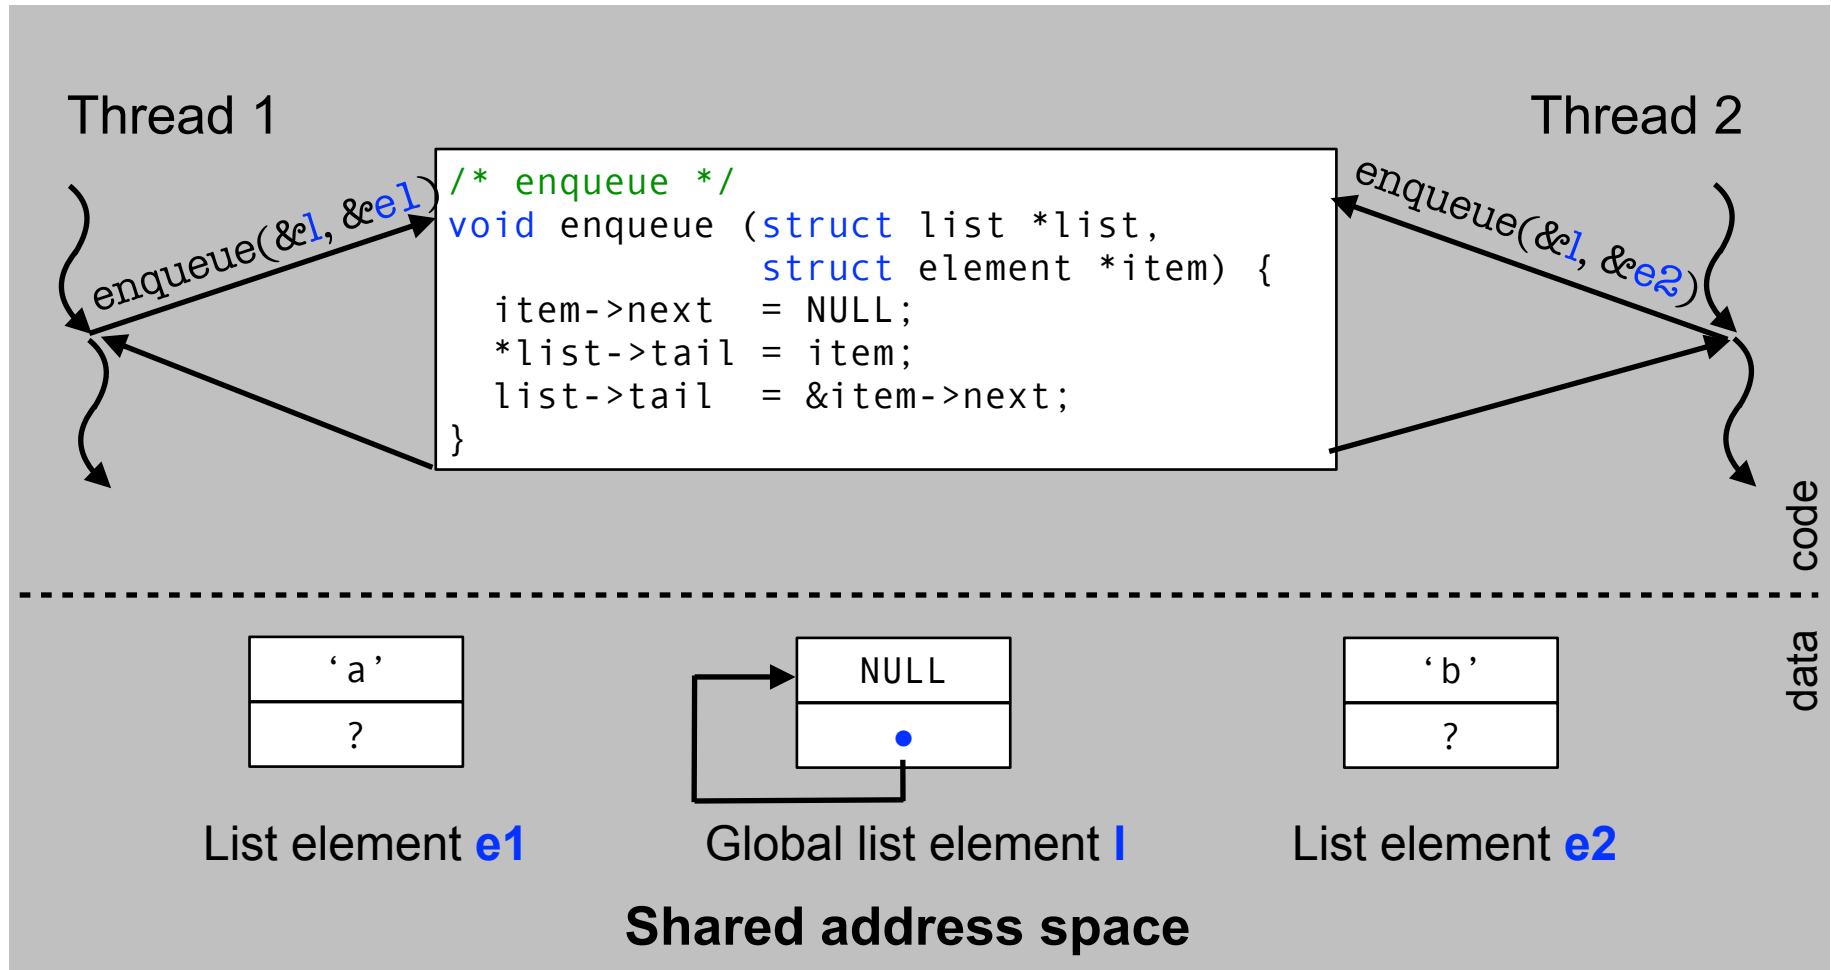 Thread 1
Thread 2
enqueue(&l, &e1)
enqueue(&l, &e2)
/* enqueue */
void enqueue (struct list *list,
struct element *item) {
item->next = NULL;
*list->tail = item;
list->tail = &item->next;
}
code
data
‘a’
?
NULL
‘b’
?
List element e1
Global list element l
List element e2
Shared address space